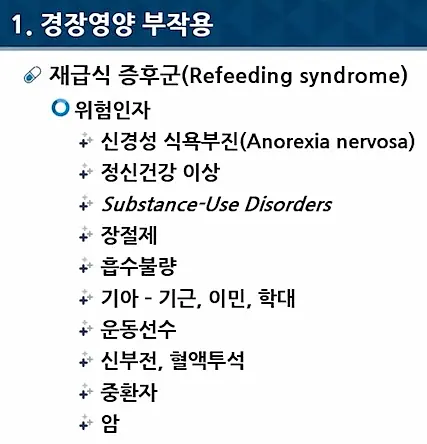 1. 경장영양 부작용
재급식 증후군(Refeeding syndrome)
위험인자
신경성 식욕부진(Anorexia nervosa)
정신건강 이상
Substance-Use Disorders
장절제
흡수불량
기아 - 기근, 이민, 학대
운동선수
신부전, 혈액투석
중환자
암